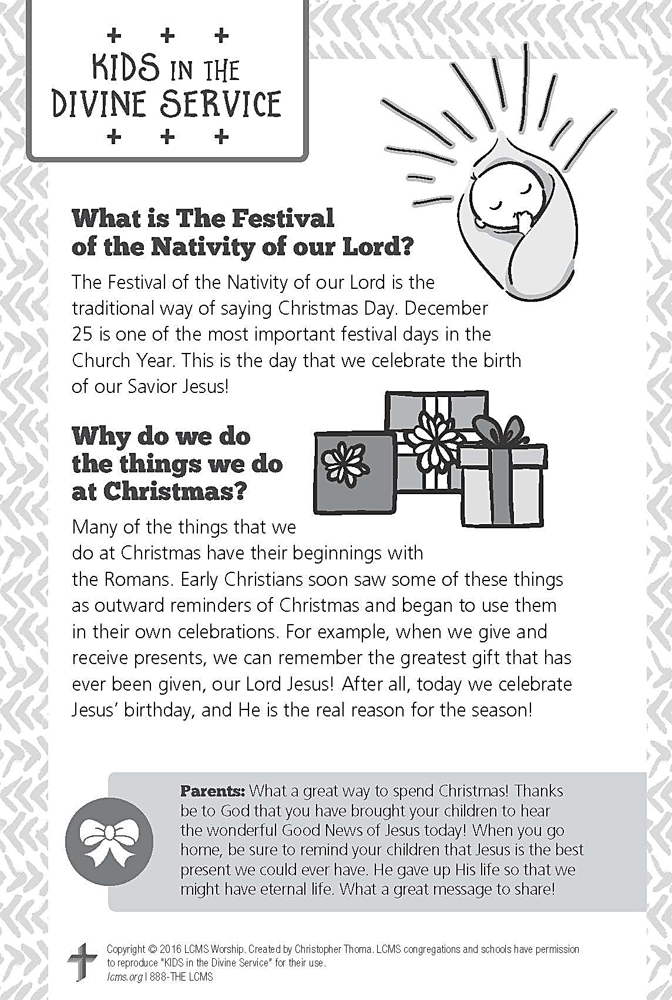 + + +
KIDS IN THE
DIVINE SERVICE
+ + +
What is The Festival
of the Nativity of our Lord?
The Festival of the Nativity of our Lord is the
traditional way of saying Christmas Day. December
25 is one of the most important festival days in the
Church Year. This is the day that we celebrate the birth
of our Savior Jesus!
Why do we do
the things we do
at Christmas?
Many of the things that we
do at Christmas have their beginnings with
the Romans. Early Christians soon saw some of these things
as outward reminders of Christmas and began to use them
in their own celebrations. For example, when we give and
receive presents, we can remember the greatest gift that has
ever been given, our Lord Jesus! After all, today we celebrate
Jesus’ birthday, and He is the real reason for the season!
Parents: What a great way to spend Christmas! Thanks
be to God that you have brought your children to hear
the wonderful Good News of Jesus today! When you go
home, be sure to remind your children that Jesus is the best
present we could ever have. He gave up His life so that we
might have eternal life. What a great message to share!
Copyright © 2016 LCMS Worship. Created by Christopher Thoma. LCMS congregations and schools have permission
to reproduce "KIDS in the Divine Service" for their use.
lcms.org | 888-THE LCMS